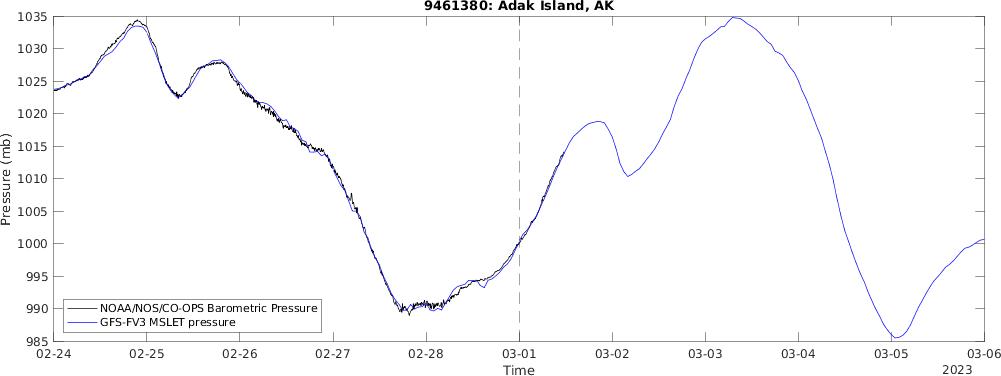 9461380: Adak Island, AK
Pressure (mb)
1035
1030
1025
1020
1015
1010
1005
1000
995
990
985
NOAA/NOS/CO-OPS Barometric Pressure
GFS-FV3 MSLET pressure
02-24 02-25 02-26 02-27 02-28 03-01 03-02 03-03 03-04 03-05 03-06
Time
2023